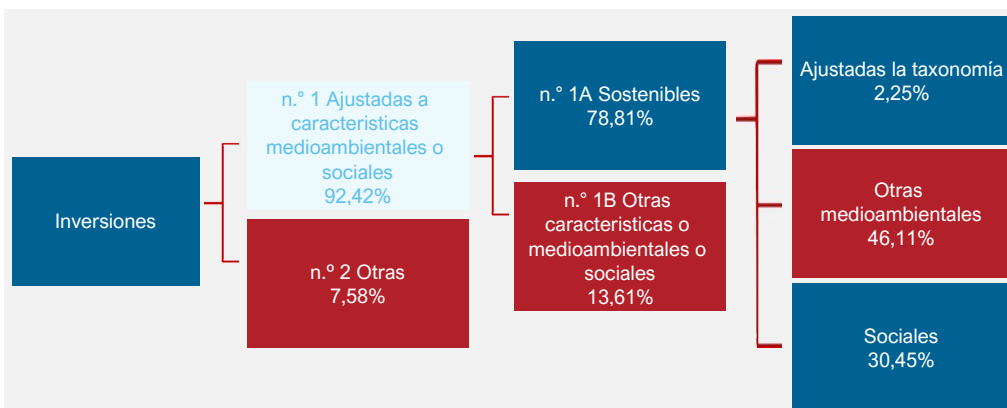 Inversiones
n.° 1 Ajustadas a
caracteristicas
medioambientales o
sociales
92,42%
n.º 2 Otras
7,58%
n.° 1A Sostenibles
78,81%
n.° 1B Otras
caracteristicas o
medioambientales o
sociales
13,61%
Ajustadas la taxonomía
2,25%
Otras
medioambientales
46,11%
Sociales
30,45%